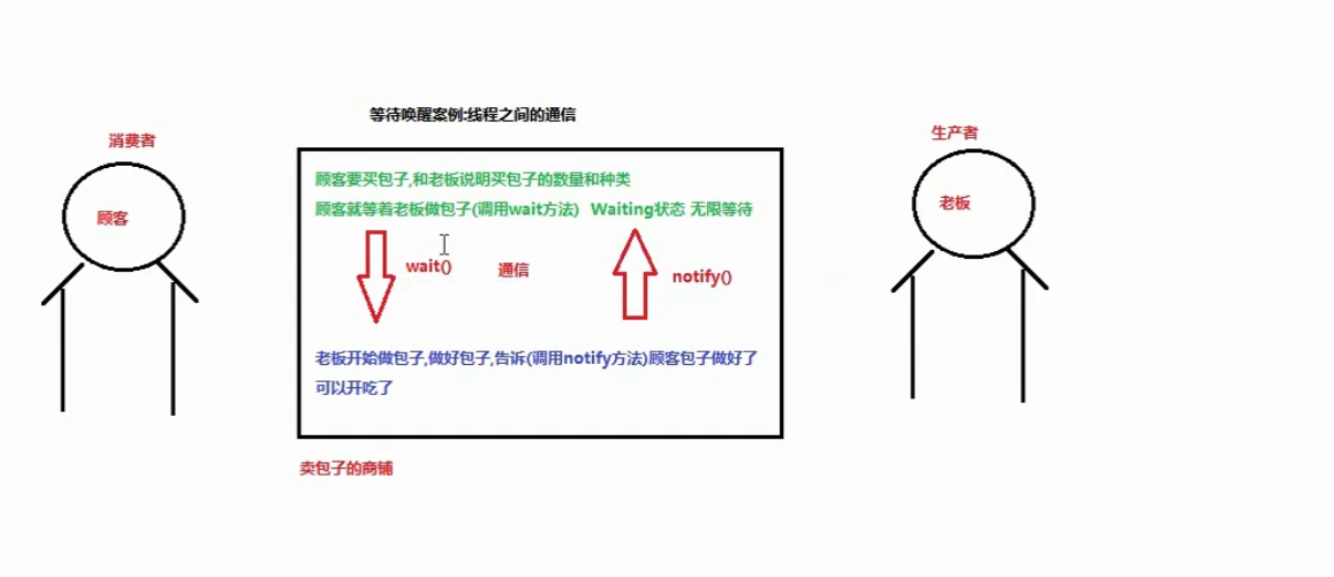 等待唤醒案例:线程之间的通信
消费者
生产者
顾客
老板
顾客要买包子,和老板说明买包子的数量和种类
顾客就等着老板做包子(调用wait方法) Waiting状态 无限等待
wait()
通信
notify()
老板开始做包子,做好包子,告诉(调用notify方法)顾客包子做好了
可以开吃了
卖包子的商铺